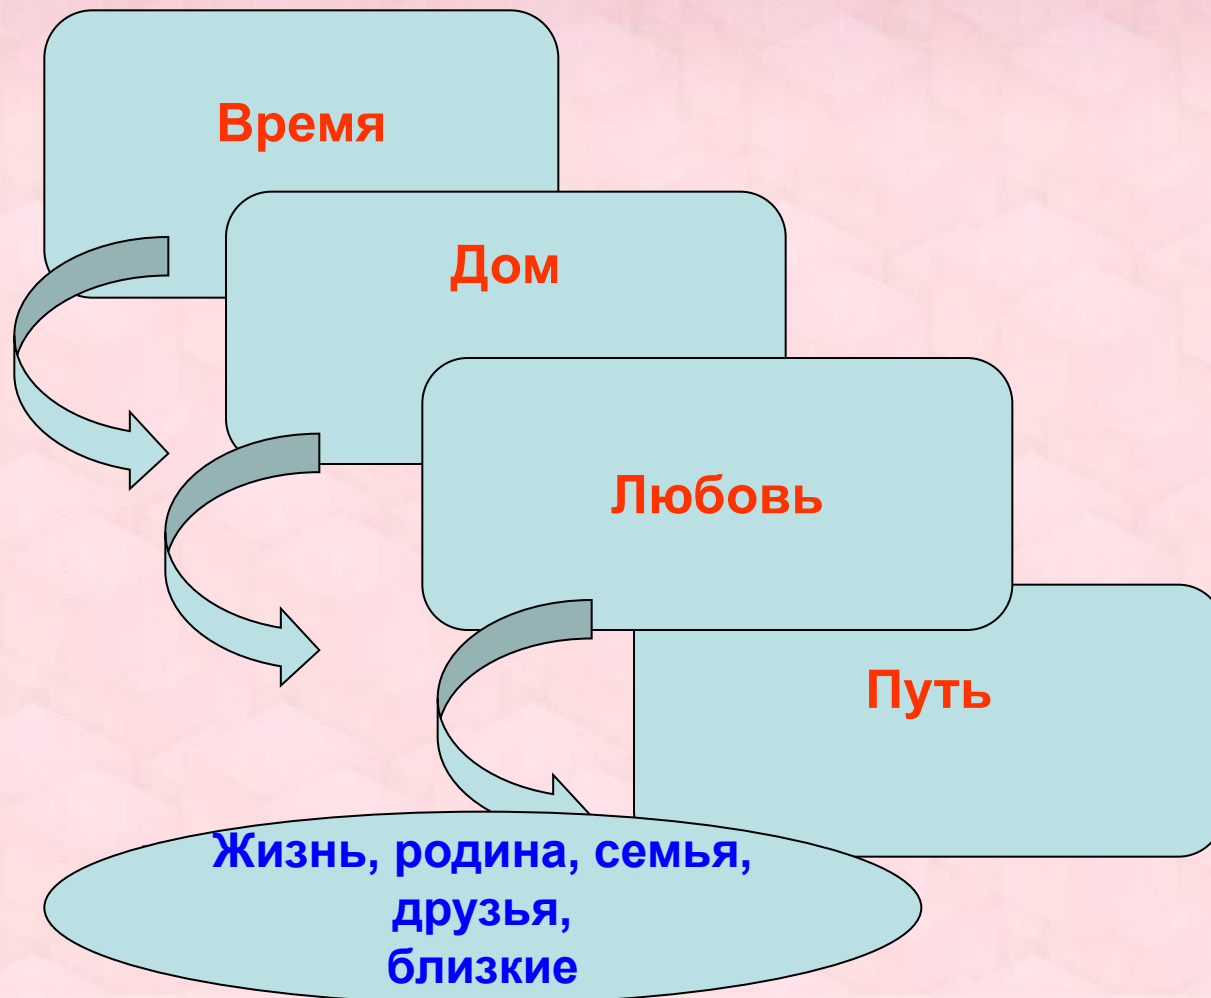 Время
Дом
Любовь
Путь
Жизнь, родина, семья,
друзья,
близкие